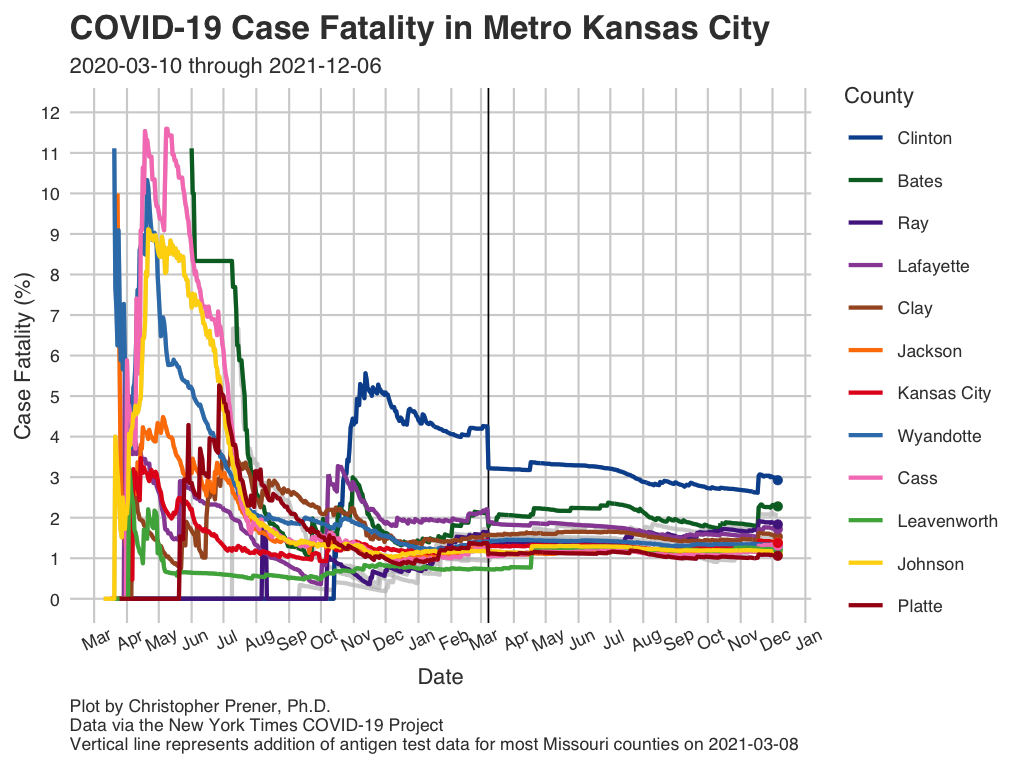 COVID-19 Case Fatality in Metro Kansas City
2020-03-10 through 2021-12-06
Case Fatality (%)
12
11
10
9
8
7
6
5
4
3
2
1
0
Mar Apr May Jun Jul Aug Sep Oct Nov Dec Jan Feb Mar Apr May Jun Jul Aug Sep Oct Nov Dec Jan
Date
County
Clinton
Bates
Ray
Lafayette
Clay
Jackson
Kansas City
Wyandotte
Cass
Leavenworth
Johnson
Platte
Plot by Christopher Prener, Ph.D.
Data via the New York Times COVID-19 Project
Vertical line represents addition of antigen test data for most Missouri counties on 2021-03-08